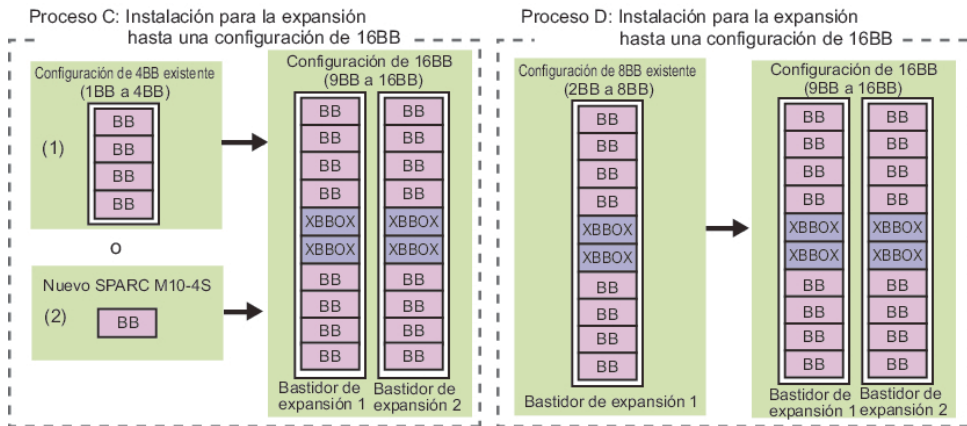 Proceso C: Instalación para la expansión
hasta una configuración de 16BB
Configuración de 4BB existente
(1BB a 4BB)
(1)
BB
BB
BB
BB
o
Nuevo SPARC M10-4S
(2)
BB
Configuración de 16BB
(9BB a 16BB)
BB BB
BB BB
BB BB
BB BB
XBBOX XBBOX
XBBOX XBBOX
BB BB
BB BB
BB BB
BB BB
Bastidor de expansión 1
Bastidor de expansión 2
Proceso D: Instalación para la expansión
hasta una configuración de 16BB
Configuración de 8BB existente
(2BB a 8BB)
BB
BB
BB
BB
XBBOX
XBBOX
BB
BB
BB
BB
Bastidor de expansión 1
Configuración de 16BB
(9BB a 16BB)
BB BB
BB BB
BB BB
BB BB
XBBOX XBBOX
XBBOX XBBOX
BB BB
BB BB
BB BB
BB BB
Bastidor de expansión 1
Bastidor de expansión 2